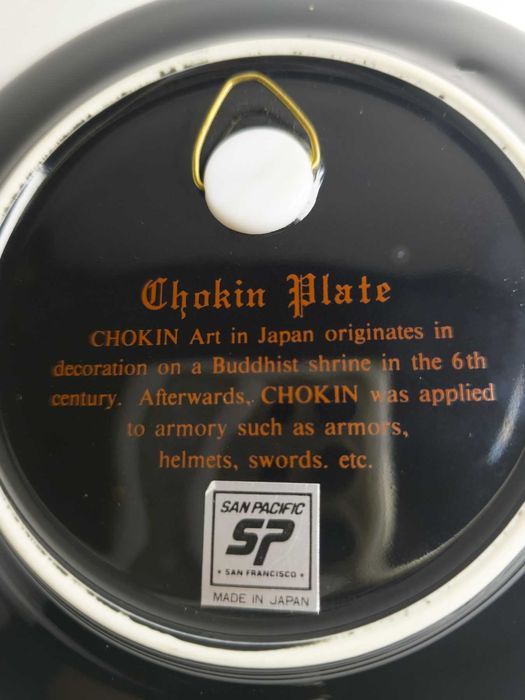 Chokin Plate
CHOKIN Art in Japan originates in
decoration on a Buddhist shrine in the 6th
century. Afterwards, CHOKIN was applied
to armory such as armors,
helmets, swords. etc.
SAN PACIFIC
SP
• SAN FRANCISCO •
MADE IN JAPAN